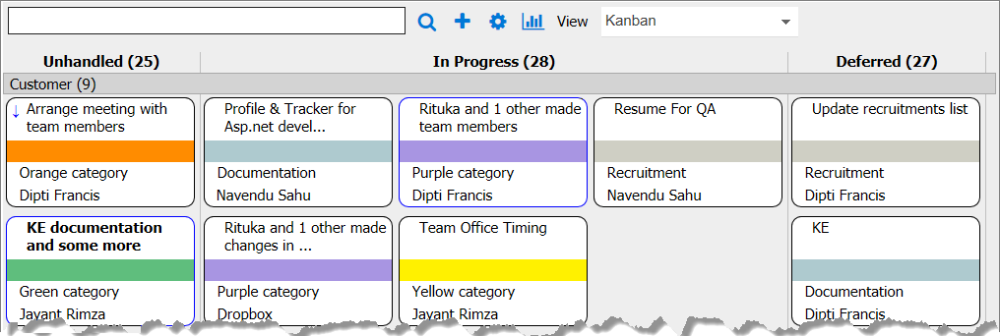 View Kanban
Unhandled (25) In Progress (28) Deferred (27)
Customer (9)
↓ Arrange meeting with
team members
Orange category
Dipti Francis
Profile & Tracker for
Asp.net devel...
Documentation
Navendu Sahu
Rituka and 1 other made
team members
Purple category
Dipti Francis
Resume For QA
Recruitment
Navendu Sahu
Update recruitments list
Recruitment
Dipti Francis
KE documentation
and some more
Green category
Jayant Rimza
Rituka and 1 other made
changes in ...
Purple category
Dropbox
Team Office Timing
Yellow category
Jayant Rimza
KE
Documentation
Dipti Francis